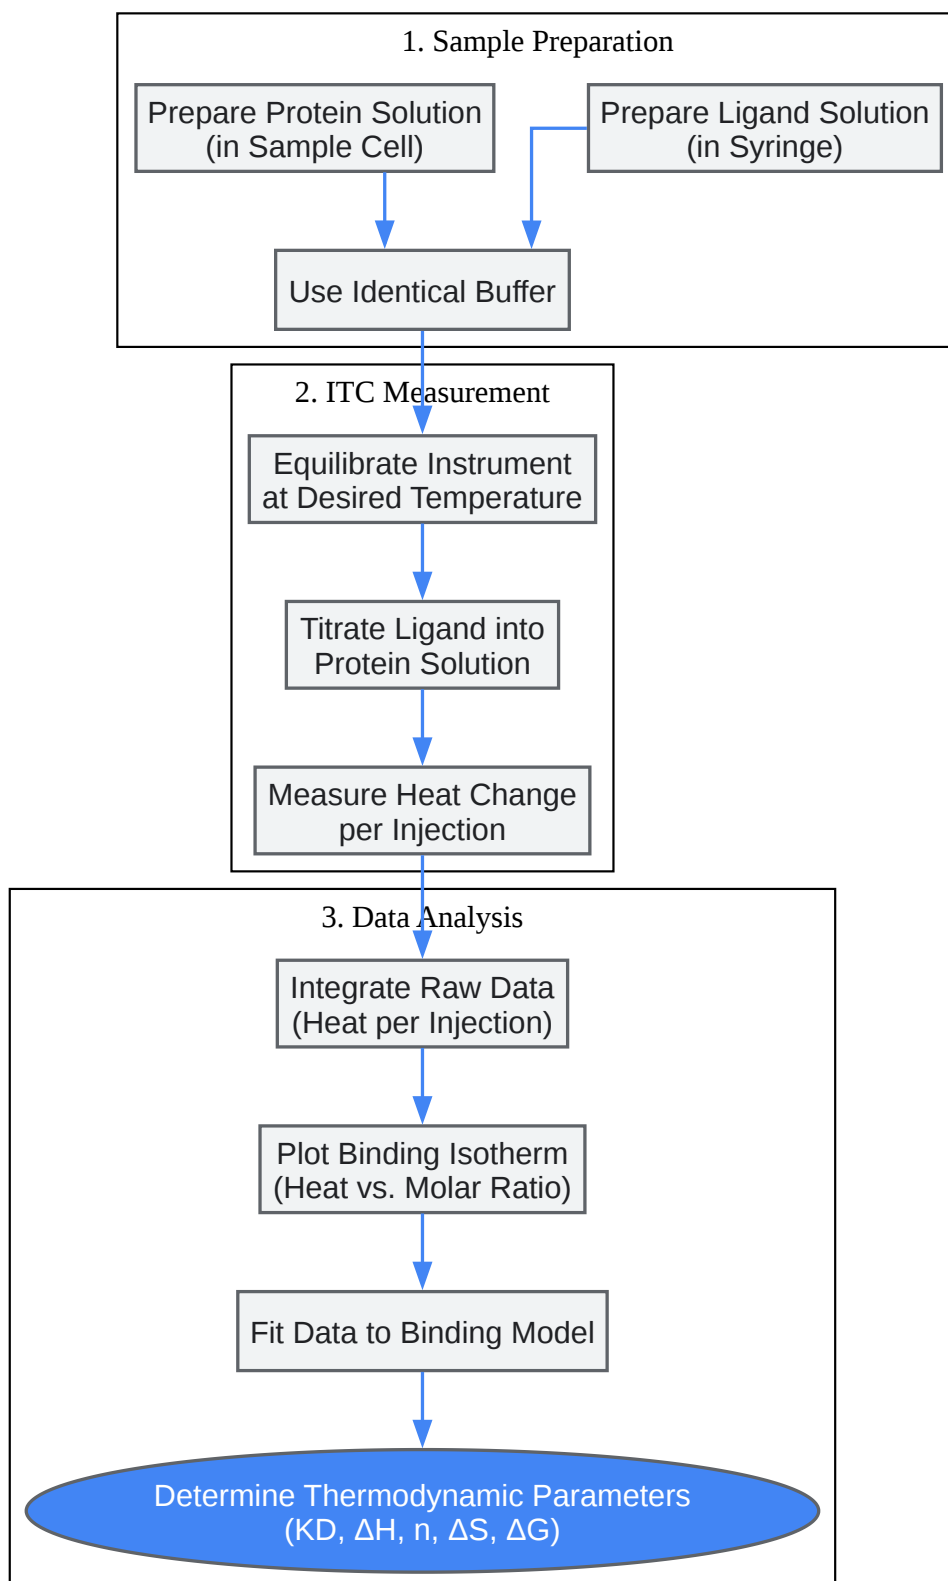 1. Sample Preparation
Prepare Protein Solution
(in Sample Cell)
Prepare Ligand Solution
(in Syringe)
Use Identical Buffer
2. ITC Measurement
Equilibrate Instrument
at Desired Temperature
Titrate Ligand into
Protein Solution
Measure Heat Change
per Injection
3. Data Analysis
Integrate Raw Data
(Heat per Injection)
Plot Binding Isotherm
(Heat vs. Molar Ratio)
Fit Data to Binding Model
Determine Thermodynamic Parameters
(KD, ΔH, n, ΔS, ΔG)